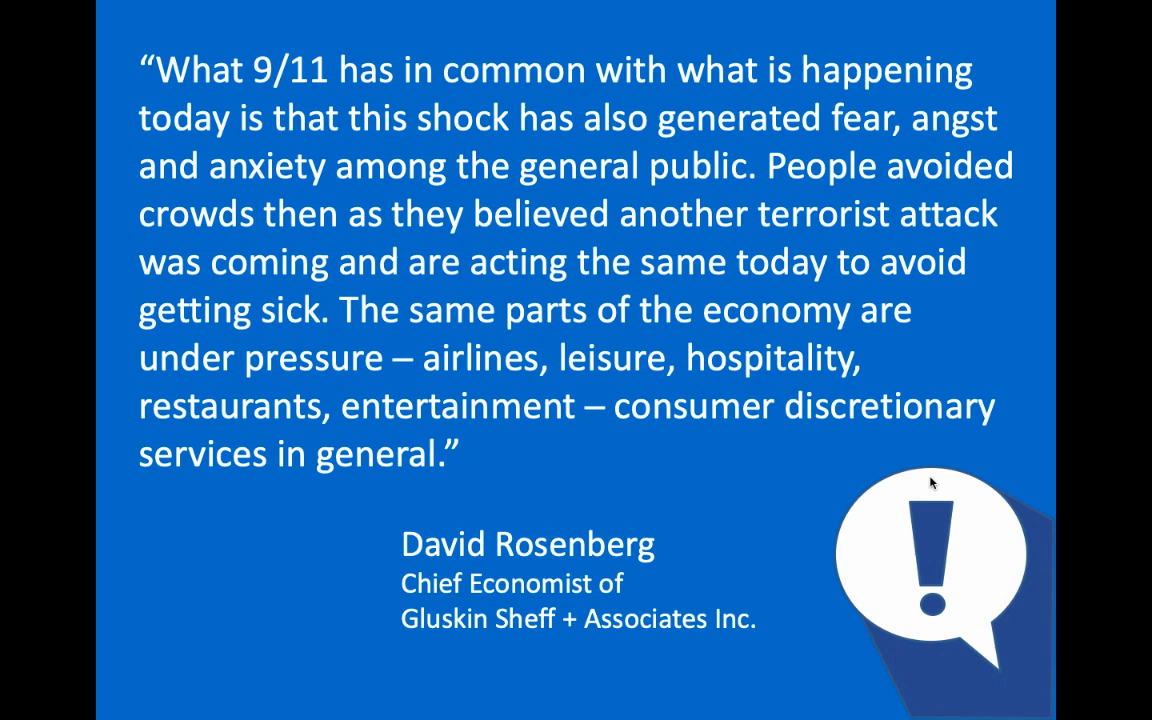 “What 9/11 has in common with what is happening
today is that this shock has also generated fear, angst
and anxiety among the general public. People avoided
crowds then as they believed another terrorist attack
was coming and are acting the same today to avoid
getting sick. The same parts of the economy are
under pressure – airlines, leisure, hospitality,
restaurants, entertainment – consumer discretionary
services in general.”
David Rosenberg
Chief Economist of
Gluskin Sheff + Associates Inc.
!